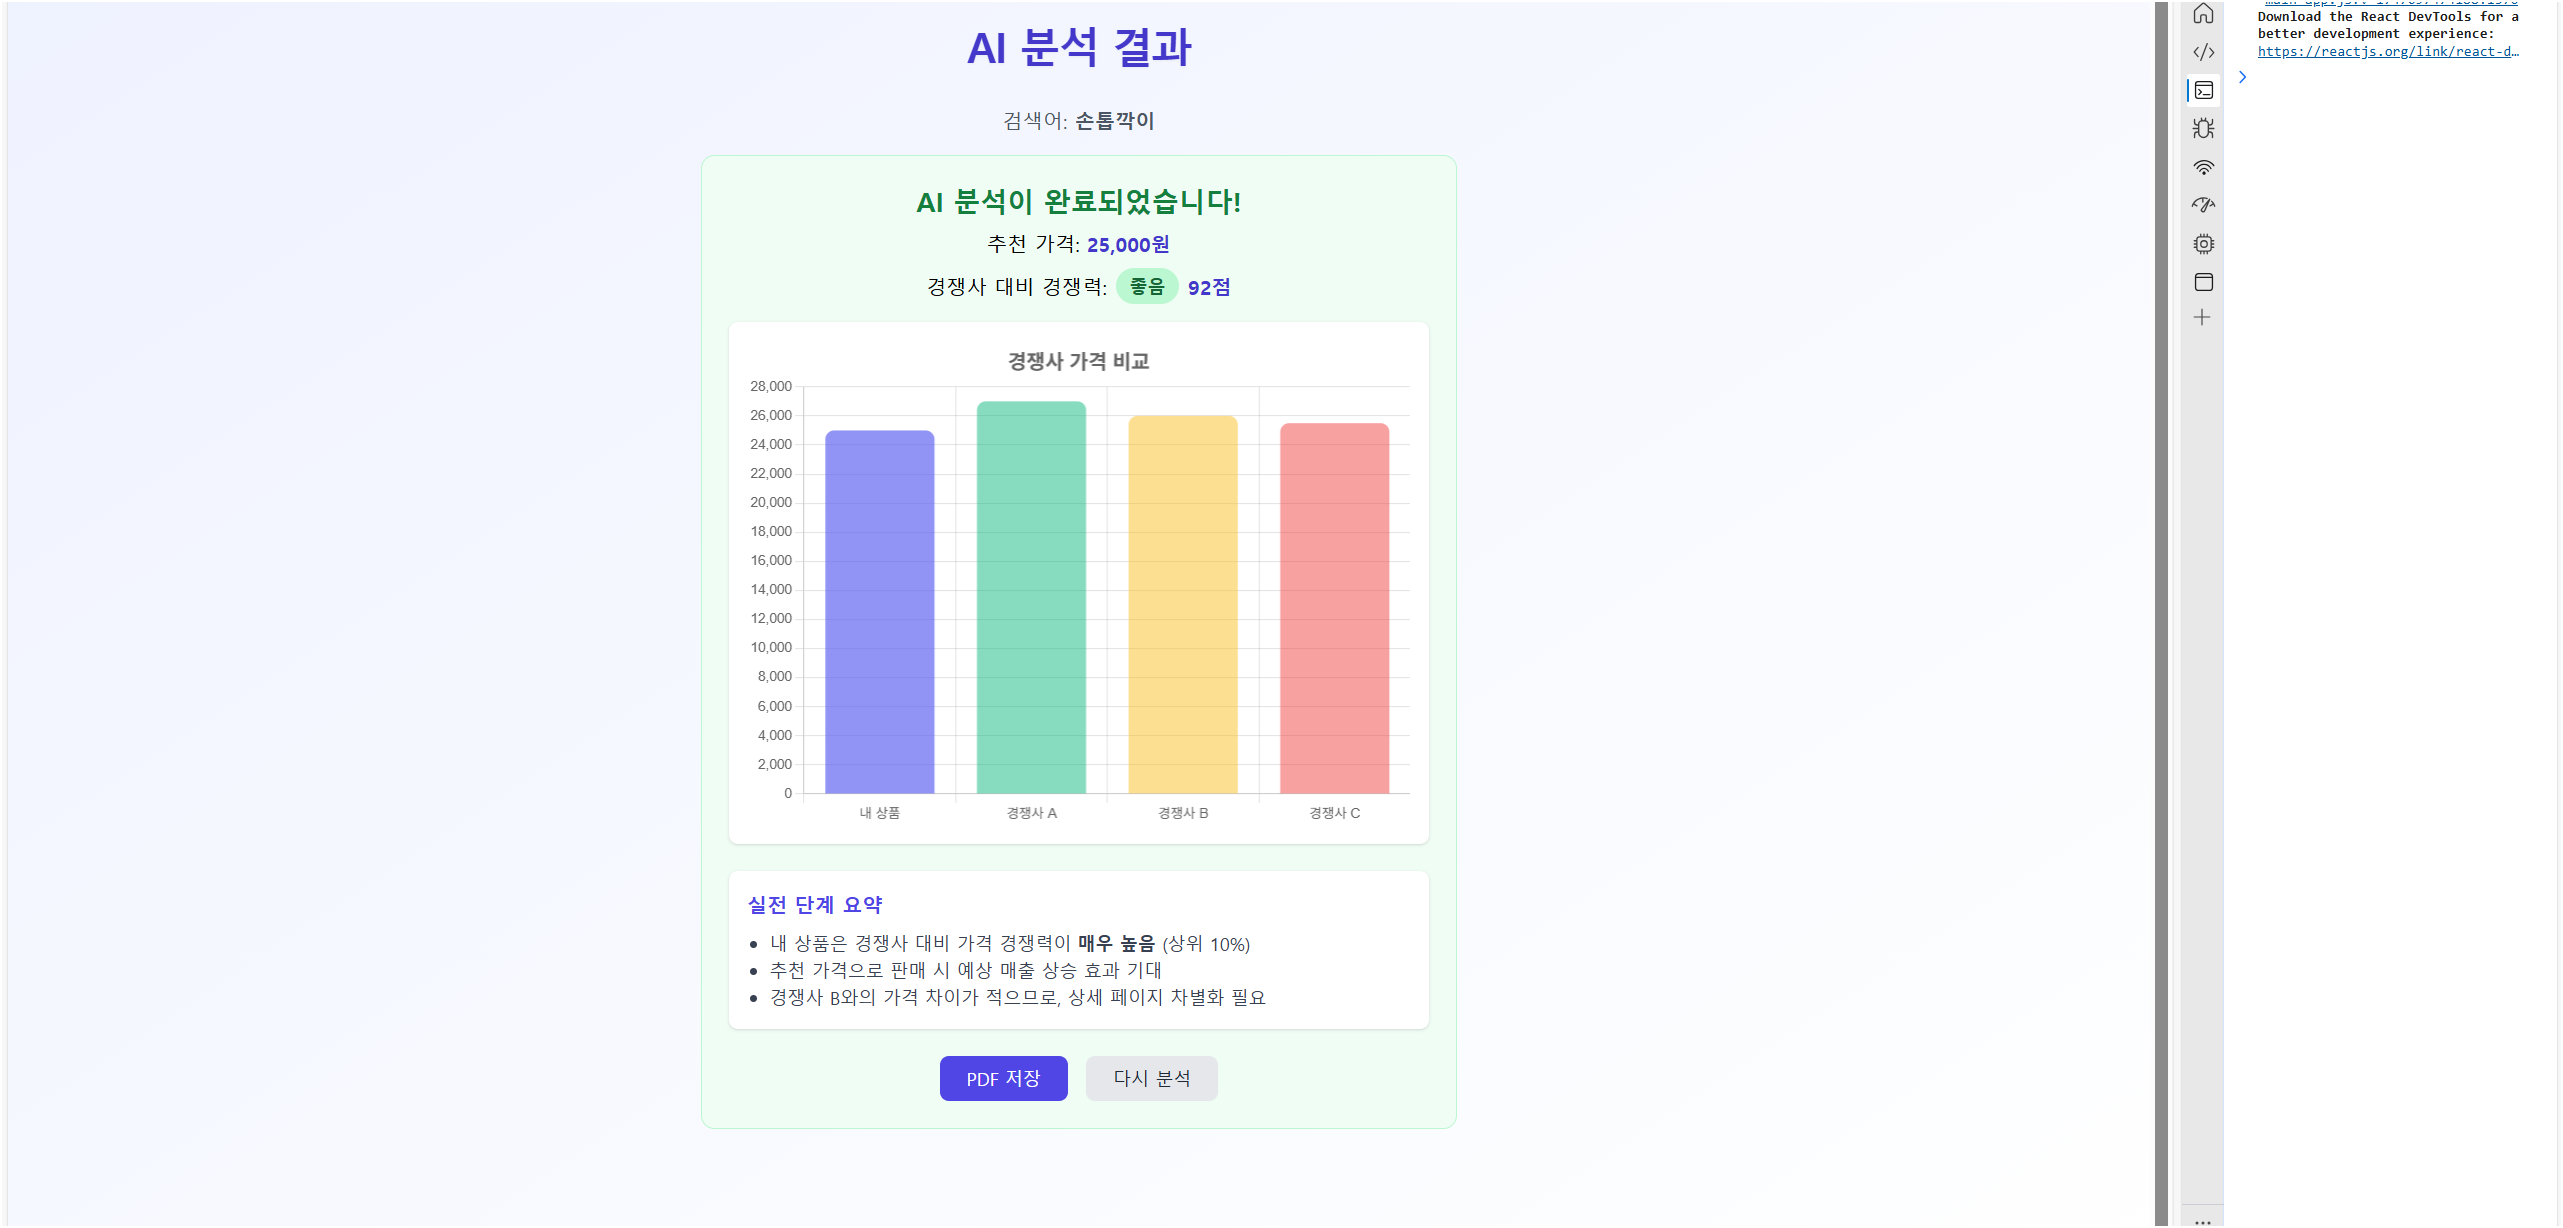 AI 분석 결과
검색어: 손톱깍이
AI 분석이 완료되었습니다!
추천 가격: 25,000원
경쟁사 대비 경쟁력: 좋음 92점
경쟁사 가격 비교
28,000
26,000
24,000
22,000
20,000
18,000
16,000
14,000
12,000
10,000
8,000
6,000
4,000
2,000
0
내 상품 경쟁사 A 경쟁사 B 경쟁사 C
실전 단계 요약
내 상품은 경쟁사 대비 가격 경쟁력이 매우 높음 (상위 10%)
추천 가격으로 판매 시 예상 매출 상승 효과 기대
경쟁사 B와의 가격 차이가 적으므로, 상세 페이지 차별화 필요
PDF 저장 다시 분석
Download the React DevTools for a
better development experience:
https://reactjs.org/link/react-d…